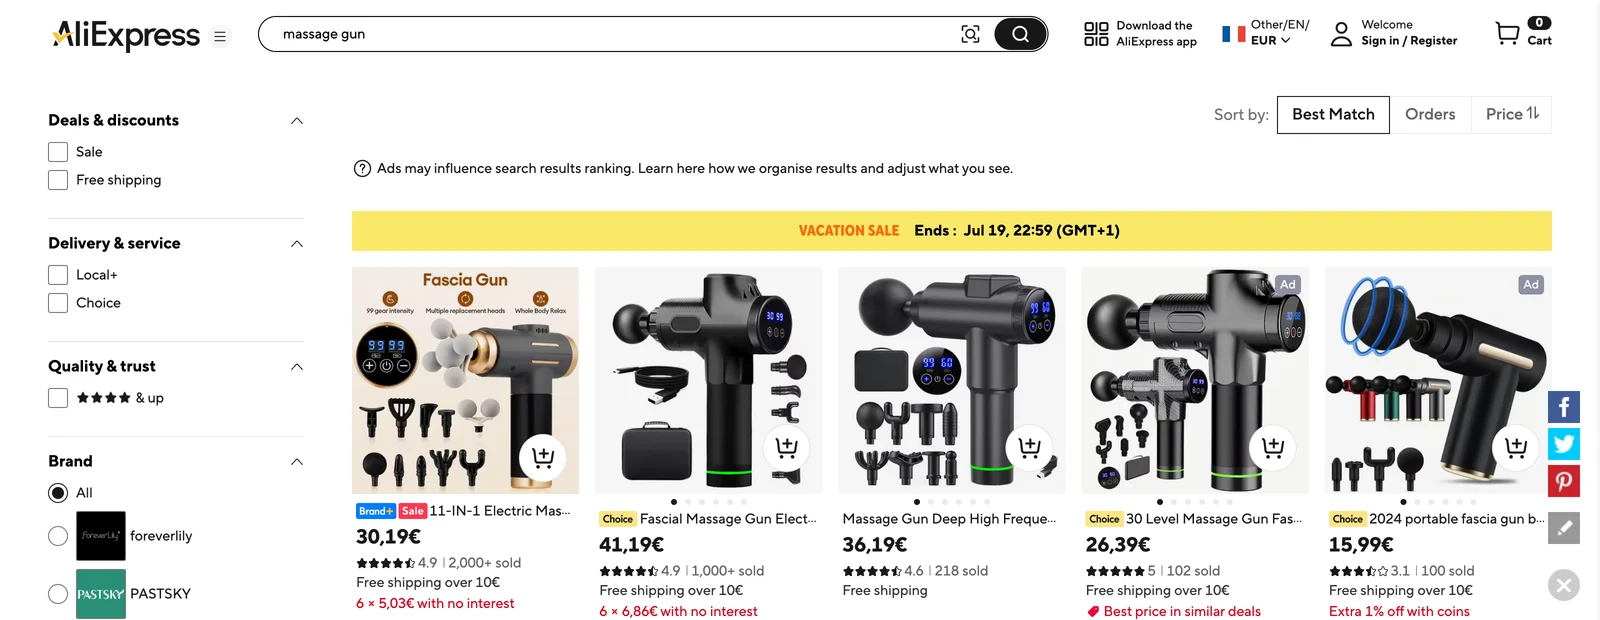 AliExpress
massage gun
Download the
AliExpress app
Other/EN/
EUR
Welcome
Sign in / Register
0
Cart
Deals & discounts
Sale
Free shipping
Delivery & service
Local+
Choice
Quality & trust
★★★★ & up
Brand
All
ForeverLily
foreverlily
PASTSKY
PASTSKY
Sort by:
Best Match
Orders
Price
Ads may influence search results ranking. Learn here how we organise results and adjust what you see.
VACATION SALE Ends : Jul 19, 22:59 (GMT+1)
Fascia Gun
99 gear intensity
Multiple replacement heads
Whole Body Relax
99 99
Brand+ Sale 11-IN-1 Electric Mas...
30,19€
4.9 | 2,000+ sold
Free shipping over 10€
6 × 5,03€ with no interest
30 99
Choice Fascial Massage Gun Elect...
41,19€
4.9 | 1,000+ sold
Free shipping over 10€
6 × 6,86€ with no interest
99 60
99 60
Massage Gun Deep High Freque...
36,19€
4.6 | 218 sold
Free shipping
Ad
Choice 30 Level Massage Gun Fas...
26,39€
5 | 102 sold
Free shipping over 10€
Best price in similar deals
Ad
Choice 2024 portable fascia gun b...
15,99€
3.1 | 100 sold
Free shipping over 10€
Extra 1% off with coins